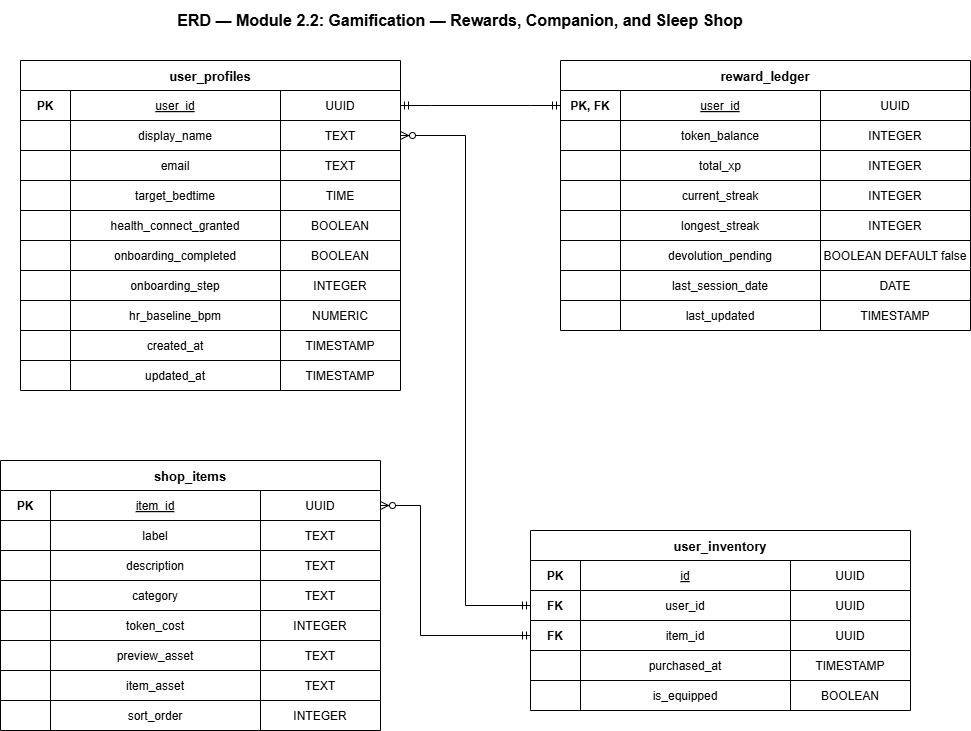 ERD — Module 2.2: Gamification — Rewards, Companion, and Sleep Shop
user_profiles
PK user_id UUID
display_name TEXT
email TEXT
target_bedtime TIME
health_connect_granted BOOLEAN
onboarding_completed BOOLEAN
onboarding_step INTEGER
hr_baseline_bpm NUMERIC
created_at TIMESTAMP
updated_at TIMESTAMP
reward_ledger
PK, FK user_id UUID
token_balance INTEGER
total_xp INTEGER
current_streak INTEGER
longest_streak INTEGER
devolution_pending BOOLEAN DEFAULT false
last_session_date DATE
last_updated TIMESTAMP
shop_items
PK item_id UUID
label TEXT
description TEXT
category TEXT
token_cost INTEGER
preview_asset TEXT
item_asset TEXT
sort_order INTEGER
user_inventory
PK id UUID
FK user_id UUID
FK item_id UUID
purchased_at TIMESTAMP
is_equipped BOOLEAN